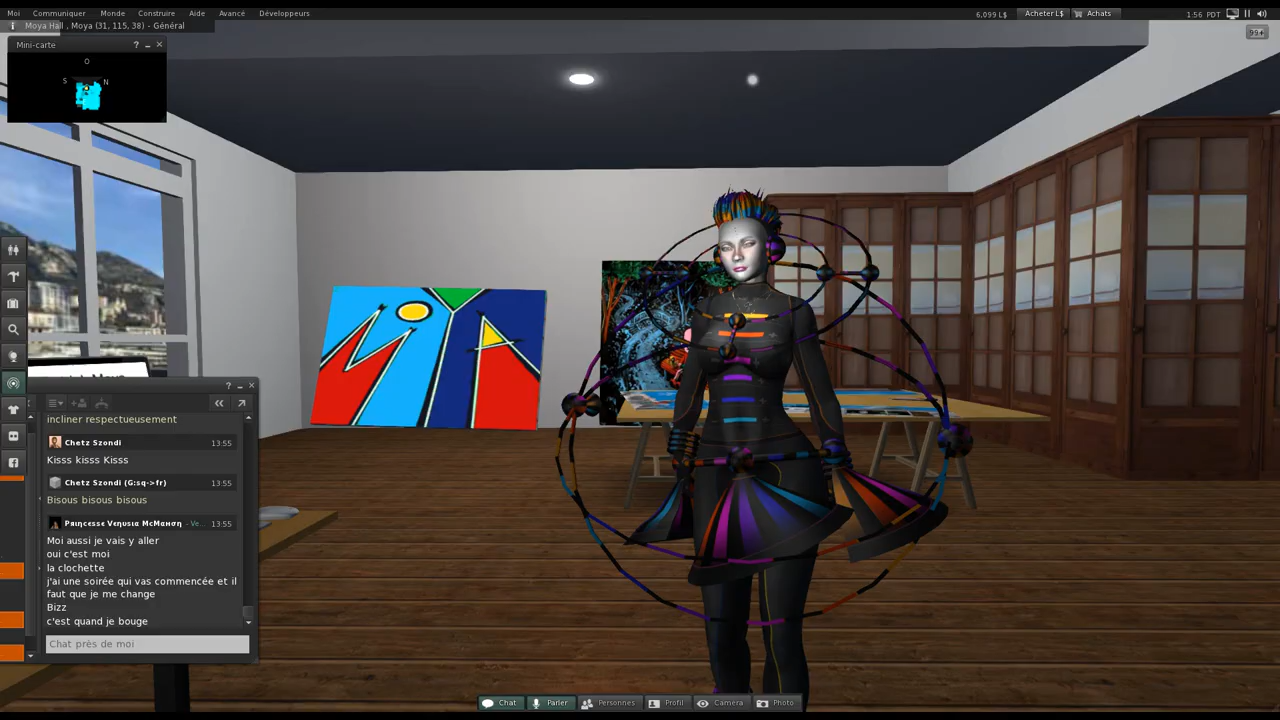 Moi Communiquer Monde Construire Aide Avancé Développeurs
6,099 L$ Acheter L$ Achats 1:56 PDT
i Moya Hall , Moya (31, 115, 38) - Général
99+
Mini-carte ? _ ×
O
S N
? _ ×
incliner respectueusement
Chetz Szondi 13:55
Kisss kisss Kisss
Chetz Szondi (G:sq->fr) 13:55
Bisous bisous bisous
13:55
Moi aussi je vais y aller
oui c'est moi
la clochette
j'ai une soirée qui vas commencée et il
faut que je me change
Bizz
c'est quand je bouge
Chat près de moi
Chat Parler Personnes Profil Caméra Photo